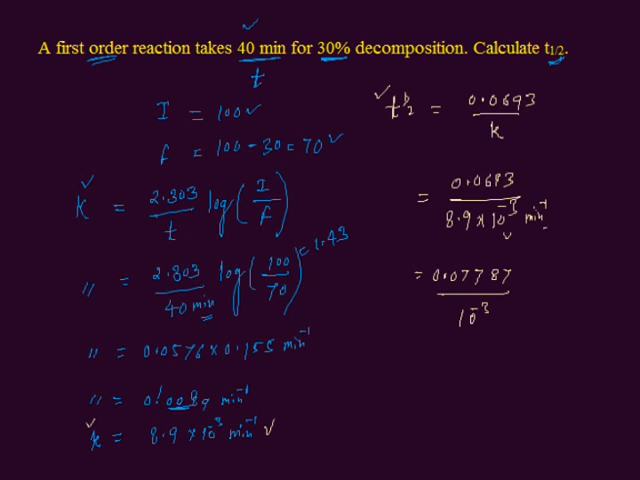 A first order reaction takes 40 min for 30% decomposition. Calculate t1/2.
t
I = 100
f = 100 - 30 = 70
K = 2.303/t log(I/f)
" = 2.303/40 min log(100/70) = 1.43
" = 0.0576 x 0.155 min⁻¹
" = 0.0089 min⁻¹
k = 8.9 x 10⁻³ min⁻¹
t½ = 0.0693/k
= 0.0693/8.9 x 10⁻³ min⁻¹
= 0.07787/10⁻³